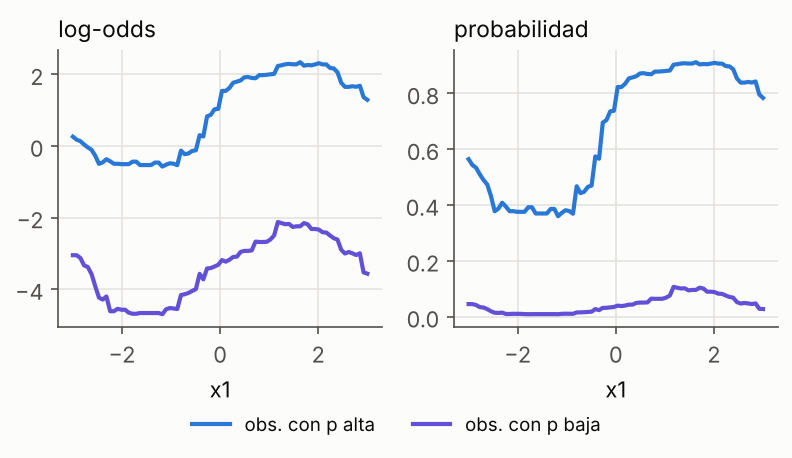 log-odds
2
0
−2
−4
−2 0 2
x1
probabilidad
0.8
0.6
0.4
0.2
0.0
−2 0 2
x1
obs. con p alta obs. con p baja